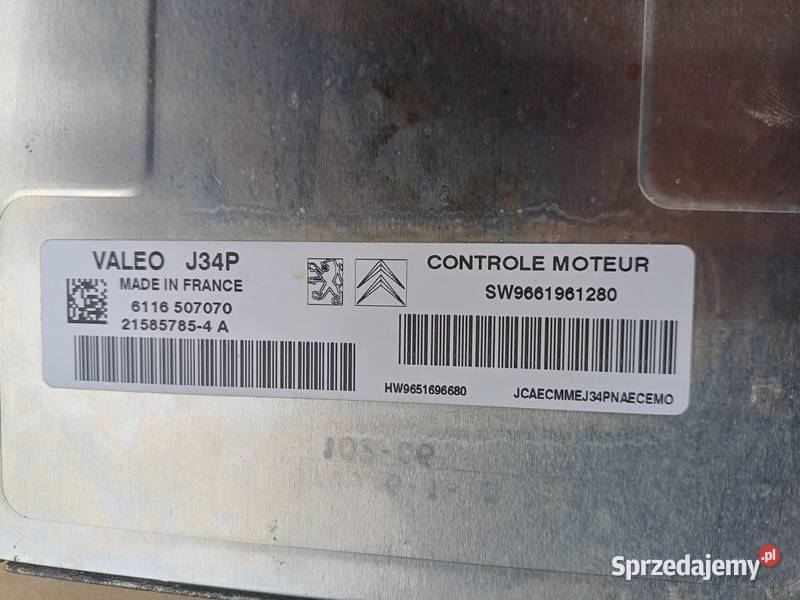 VALEO J34P
MADE IN FRANCE
6116 507070
21585785-4 A
CONTROLE MOTEUR
SW9661961280
HW9651696680
JCAECMMEJ34PNAECEMO
Sprzedajemy.pl